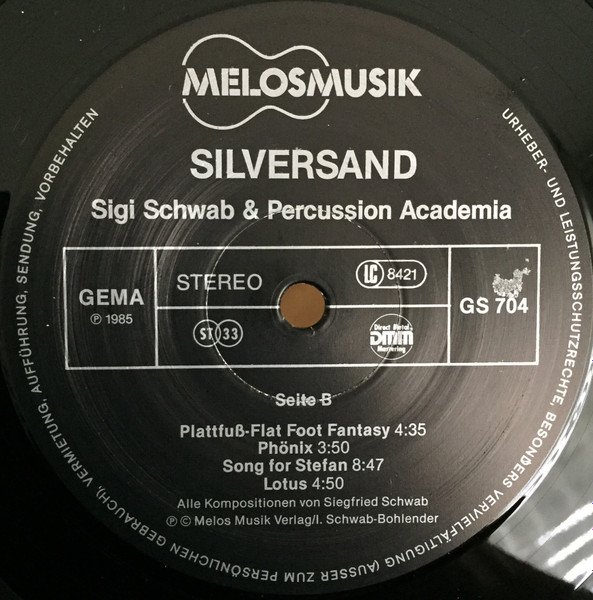 MELOSMUSIK
SILVERSAND
Sigi Schwab & Percussion Academia
GEMA
℗ 1985
STEREO
LC 8421
ST 33
Direct Metal
DMM
Mastering
GS 704
Seite B
Plattfuß-Flat Foot Fantasy 4:35
Phönix 3:50
Song for Stefan 8:47
Lotus 4:50
Alle Kompositionen von Siegfried Schwab
℗ © Melos Musik Verlag/I. Schwab-Bohlender
URHEBER- UND LEISTUNGSSCHUTZRECHTE, BESONDERS VERVIELFÄLTIGUNG (AUSSER ZUM PERSÖNLICHEN GEBRAUCH), VERMIETUNG, AUFFÜHRUNG, SENDUNG, VORBEHALTEN